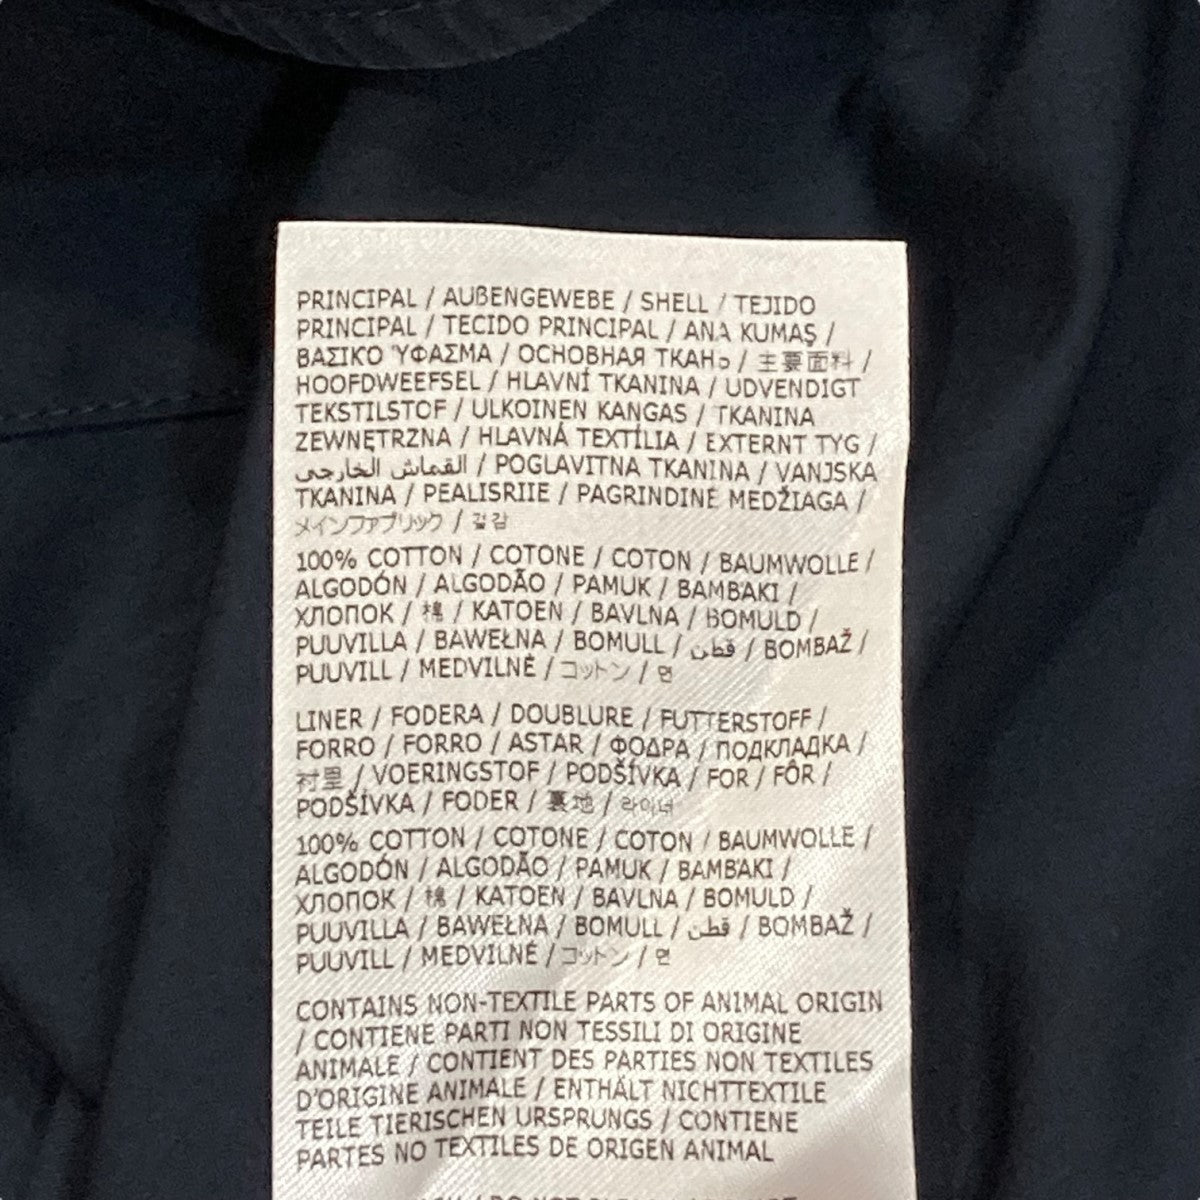 PRINCIPAL / AUßENGEWEBE / SHELL / TEJIDO
PRINCIPAL / TECIDO PRINCIPAL / ANA KUMAŞ /
ΒΑΣΙΚΟ ΎΦΑΣΜΑ / ОСНОВНАЯ ТКАНЬ / 主要面料 /
HOOFDWEEFSEL / HLAVNÍ TKANINA / UDVENDIGT
TEKSTILSTOF / ULKOINEN KANGAS / TKANINA
ZEWNĘTRZNA / HLAVNÁ TEXTÍLIA / EXTERNT TYG /
القماش الخارجي / POGLAVITNA TKANINA / VANJSKA
TKANINA / PEALISRIIE / PAGRINDINĖ MEDŽIAGA /
メインファブリック / 겉감
100% COTTON / COTONE / COTON / BAUMWOLLE /
ALGODÓN / ALGODÃO / PAMUK / ΒΑΜΒΆΚΙ /
ХЛОПОК / 棉 / KATOEN / BAVLNA / BOMULD /
PUUVILLA / BAWEŁNA / BOMULL / قطن / BOMBAŽ /
PUUVILL / MEDVILNĖ / コットン / 면
LINER / FODERA / DOUBLURE / FUTTERSTOFF /
FORRO / FORRO / ASTAR / ΦΟΔΡΑ / ПОДКЛАДКА /
衬里 / VOERINGSTOF / PODŠÍVKA / FOR / FÔR /
PODŠÍVKA / FODER / 裏地 / 라이너
100% COTTON / COTONE / COTON / BAUMWOLLE /
ALGODÓN / ALGODÃO / PAMUK / ΒΑΜΒΆΚΙ /
ХЛОПОК / 棉 / KATOEN / BAVLNA / BOMULD /
PUUVILLA / BAWEŁNA / BOMULL / قطن / BOMBAŽ /
PUUVILL / MEDVILNĖ / コットン / 면
CONTAINS NON-TEXTILE PARTS OF ANIMAL ORIGIN
/ CONTIENE PARTI NON TESSILI DI ORIGINE
ANIMALE / CONTIENT DES PARTIES NON TEXTILES
D'ORIGINE ANIMALE / ENTHÄLT NICHTTEXTILE
TEILE TIERISCHEN URSPRUNGS / CONTIENE
PARTES NO TEXTILES DE ORIGEN ANIMAL